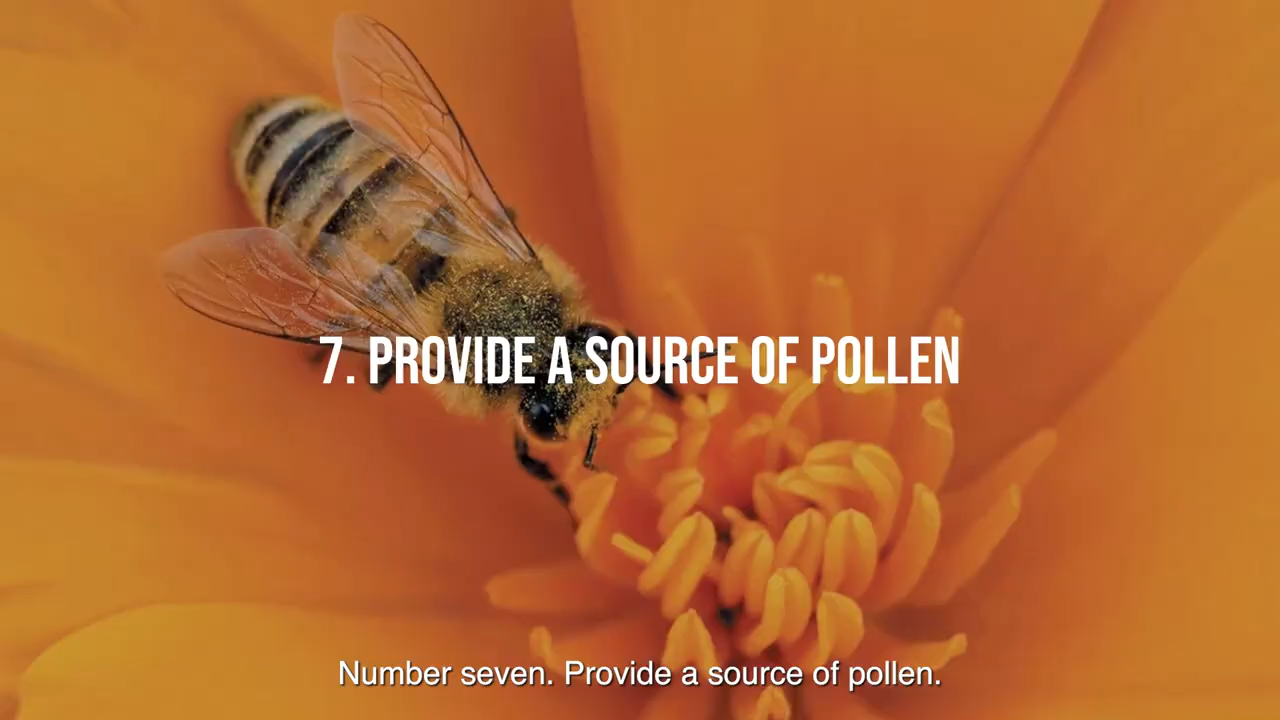 7. PROVIDE A SOURCE OF POLLEN
Number seven. Provide a source of pollen.